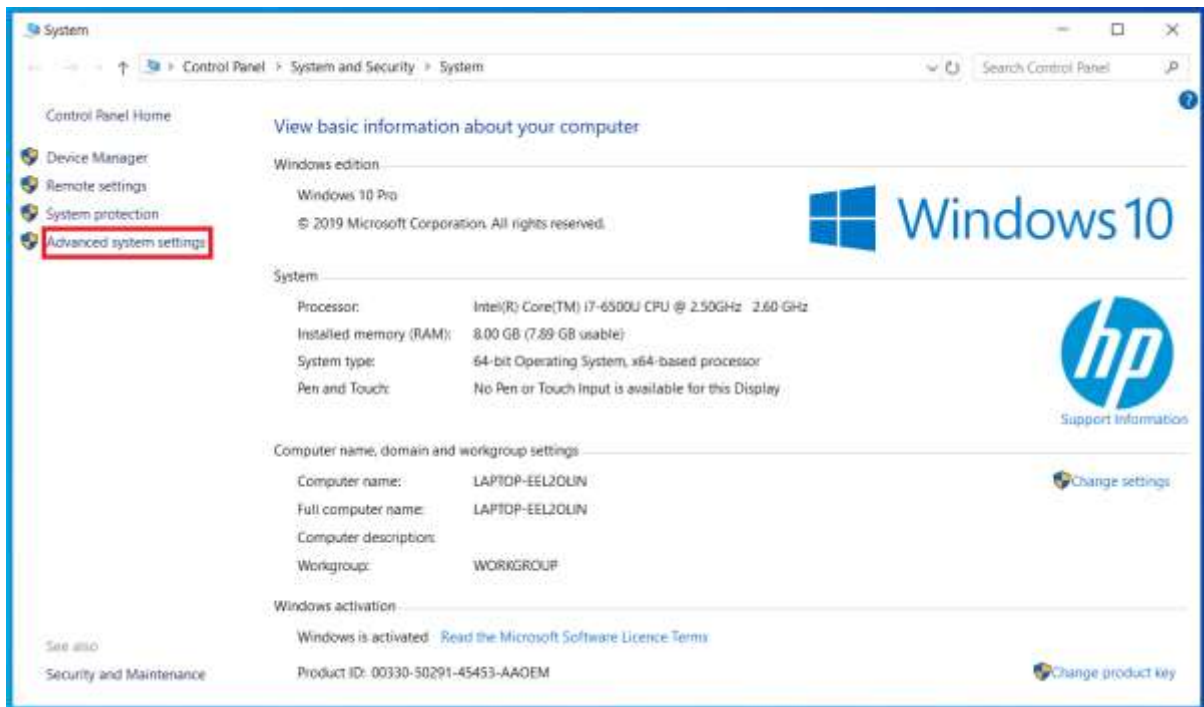 System
Control Panel > System and Security > System
Search Control Panel
Control Panel Home
Device Manager
Remote settings
System protection
Advanced system settings
See also
Security and Maintenance
View basic information about your computer
Windows edition
Windows 10 Pro
© 2019 Microsoft Corporation. All rights reserved.
Windows 10
System
Processor: Intel(R) Core(TM) i7-6500U CPU @ 2.50GHz 2.60 GHz
Installed memory (RAM): 8.00 GB (7.89 GB usable)
System type: 64-bit Operating System, x64-based processor
Pen and Touch: No Pen or Touch Input is available for this Display
hp
Support Information
Computer name, domain and workgroup settings
Computer name: LAPTOP-EEL2OLIN
Full computer name: LAPTOP-EEL2OLIN
Computer description:
Workgroup: WORKGROUP
Change settings
Windows activation
Windows is activated Read the Microsoft Software Licence Terms
Product ID: 00330-50291-45453-AAOEM
Change product key